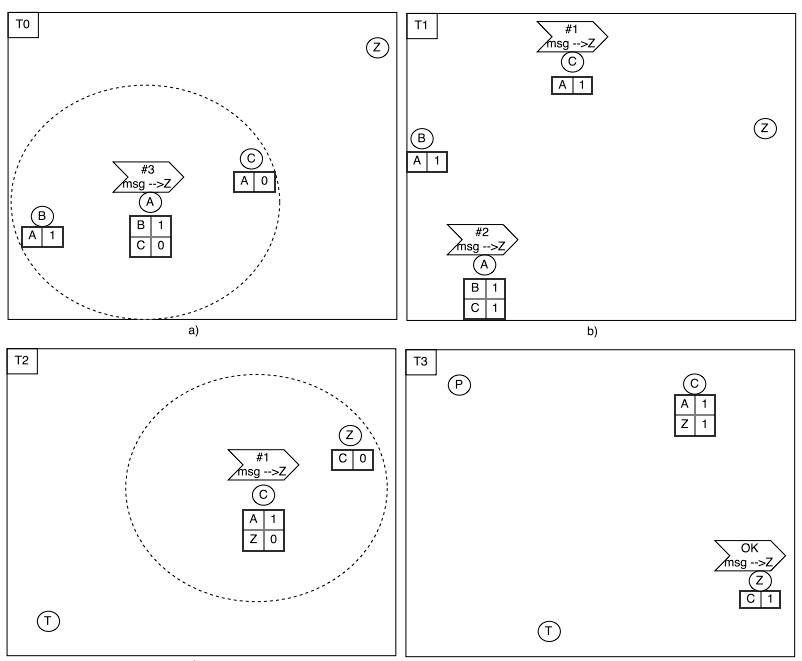 T0
Z
C
A 0
#3
msg -->Z
A
B 1
C 0
B
A 1
a)
T1
#1
msg -->Z
C
A 1
Z
B
A 1
#2
msg -->Z
A
B 1
C 1
b)
T2
Z
C 0
#1
msg -->Z
C
A 1
Z 0
T
T3
P
C
A 1
Z 1
OK
msg -->Z
Z
C 1
T